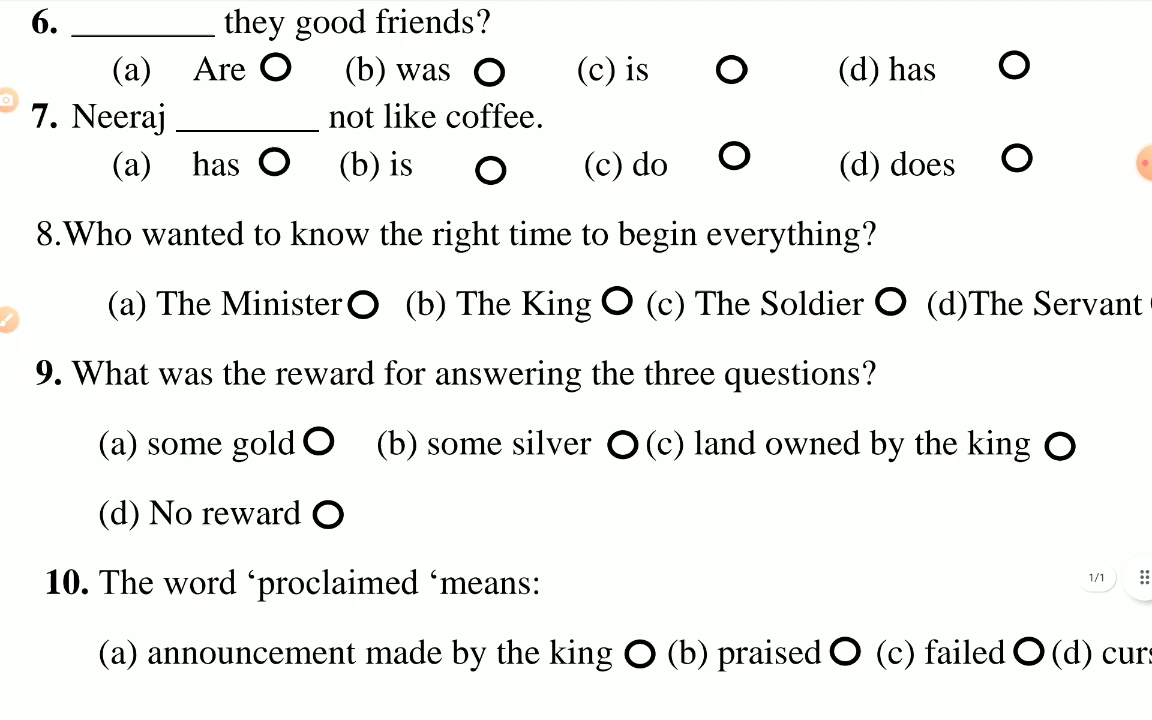 6. ________ they good friends?
(a) Are (b) was (c) is (d) has
7. Neeraj ________ not like coffee.
(a) has (b) is (c) do (d) does
8.Who wanted to know the right time to begin everything?
(a) The Minister (b) The King (c) The Soldier (d)The Servant
9. What was the reward for answering the three questions?
(a) some gold (b) some silver (c) land owned by the king
(d) No reward
10. The word ‘proclaimed ‘means:
1/1
(a) announcement made by the king (b) praised (c) failed (d)